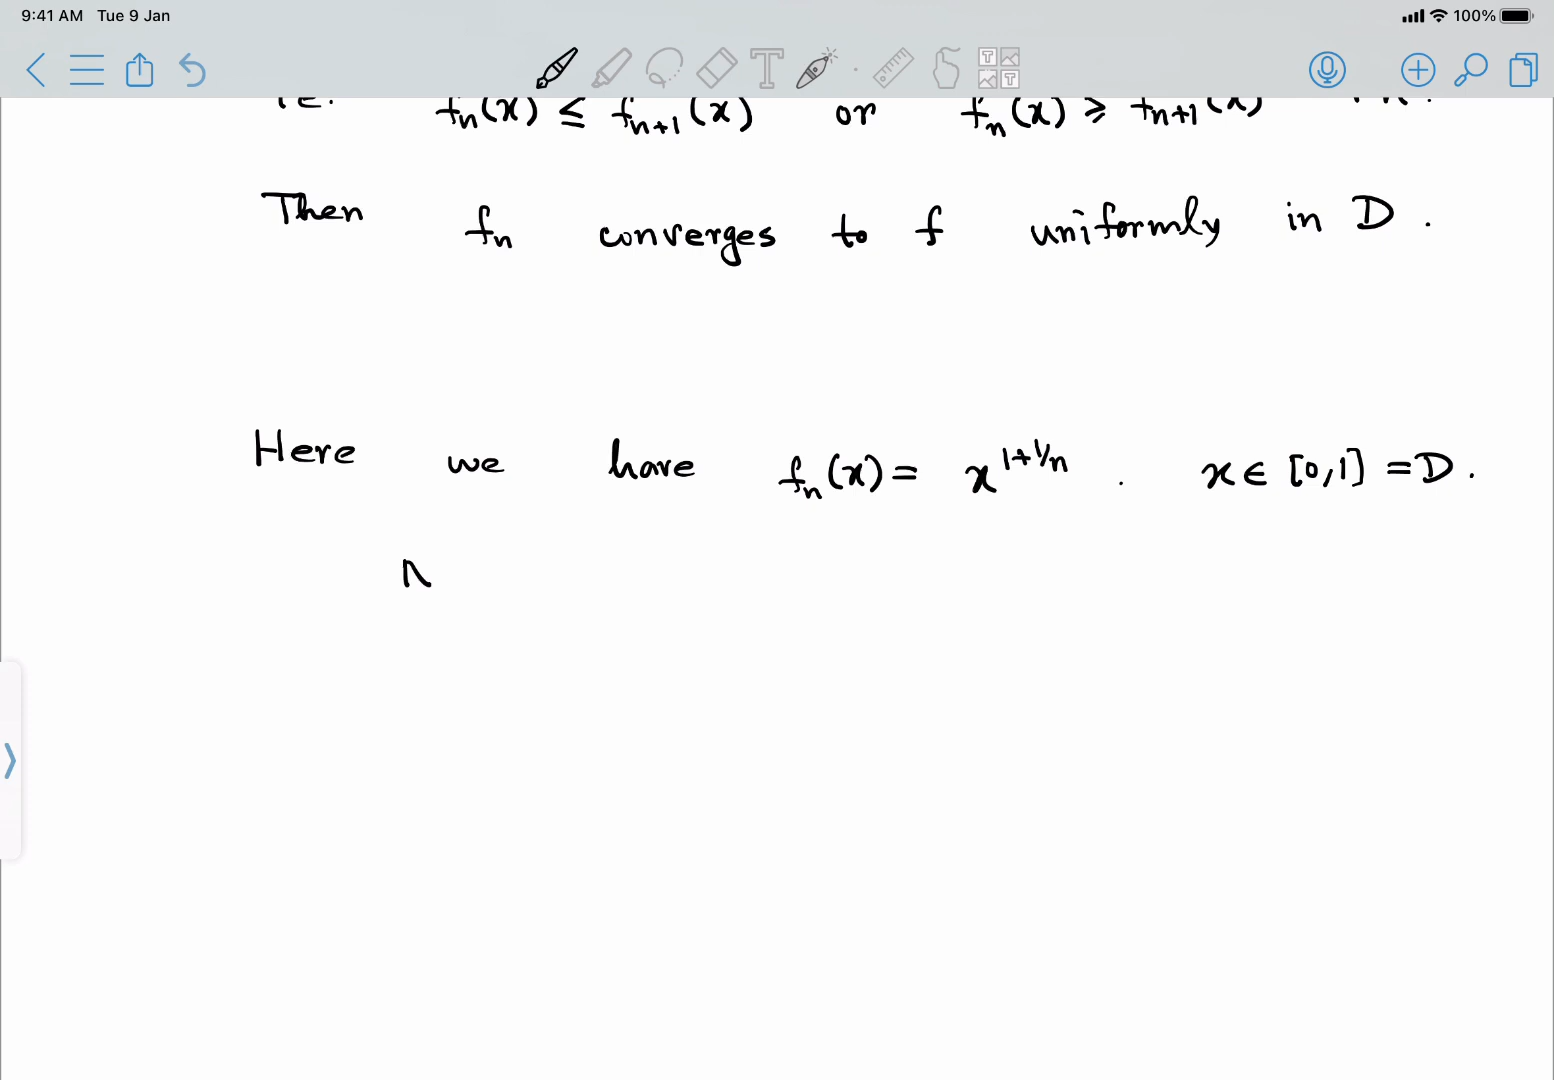 9:41 AM Tue 9 Jan 100%
ie. fₙ(x) ≤ fₙ₊₁(x) or fₙ(x) ≥ fₙ₊₁(x)
Then fₙ converges to f uniformly in D.
Here we have fₙ(x) = x^{1+1/n}. x ∈ [0,1] = D.
N